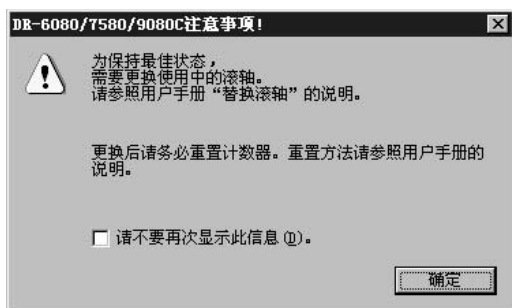 DR-6080/7580/9080C注意事项!
为保持最佳状态，
需要更换使用中的滚轴。
请参照用户手册“替换滚轴”的说明。
更换后请务必重置计数器。重置方法请参照用户手册的
说明。
请不要再次显示此信息(D)。
确定